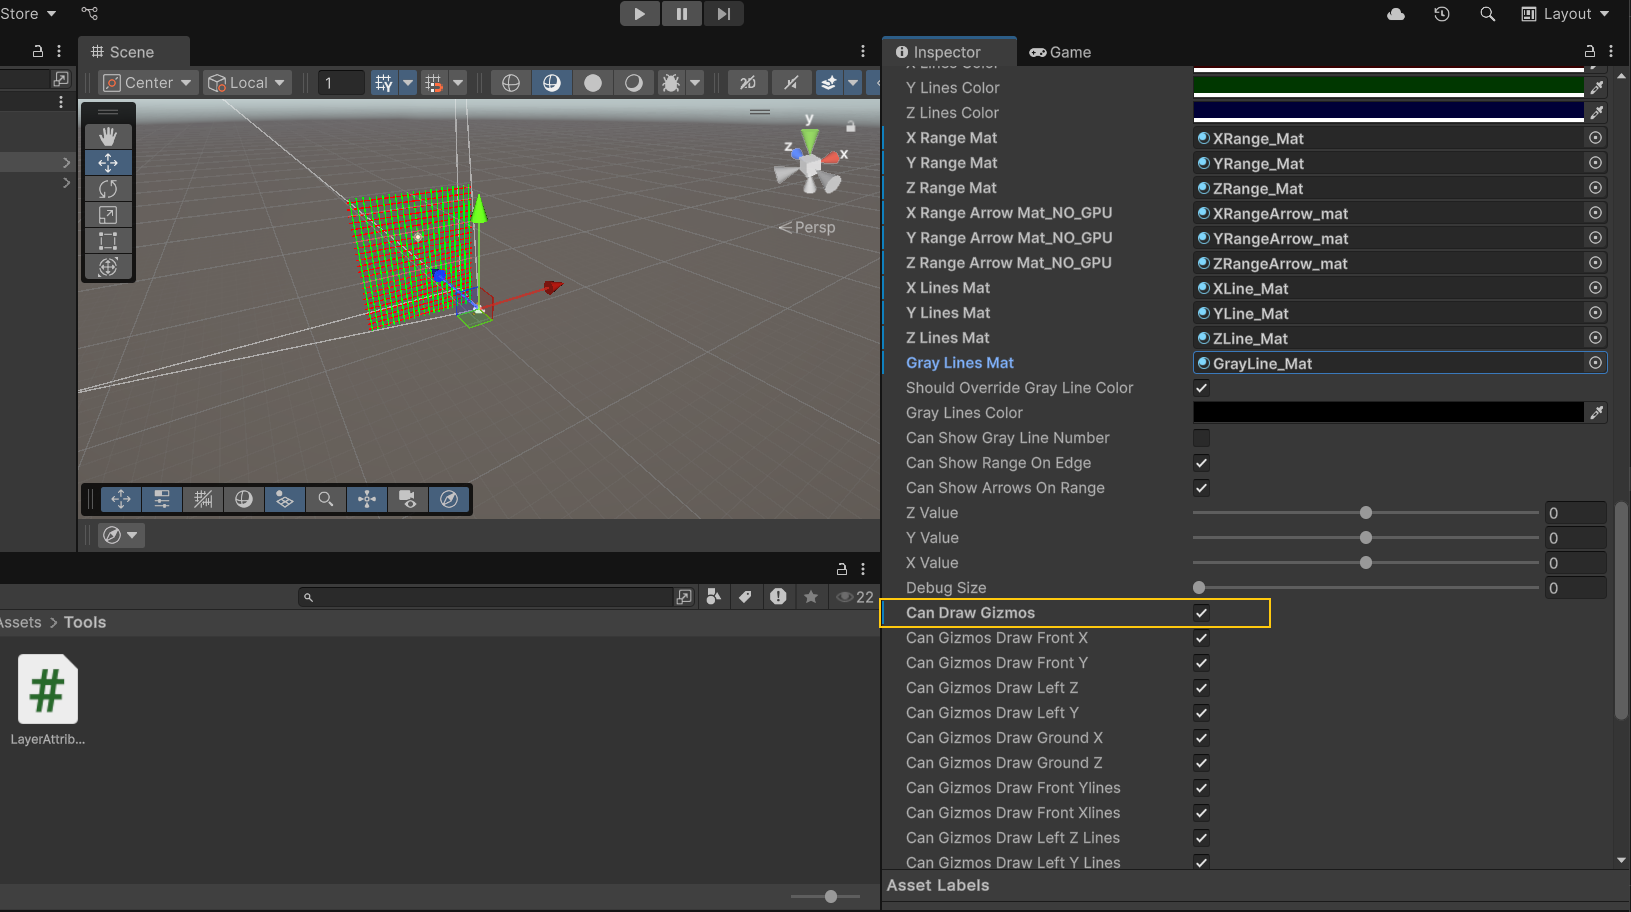 Store
Layout
Scene
Inspector
Game
Center
Local
1
2D
y
z
x
Persp
Y Lines Color
Z Lines Color
X Range Mat
XRange_Mat
Y Range Mat
YRange_Mat
Z Range Mat
ZRange_Mat
X Range Arrow Mat_NO_GPU
XRangeArrow_mat
Y Range Arrow Mat_NO_GPU
YRangeArrow_mat
Z Range Arrow Mat_NO_GPU
ZRangeArrow_mat
X Lines Mat
XLine_Mat
Y Lines Mat
YLine_Mat
Z Lines Mat
ZLine_Mat
Gray Lines Mat
GrayLine_Mat
Should Override Gray Line Color
Gray Lines Color
Can Show Gray Line Number
Can Show Range On Edge
Can Show Arrows On Range
Z Value
0
Y Value
0
X Value
0
Debug Size
0
Can Draw Gizmos
Can Gizmos Draw Front X
Can Gizmos Draw Front Y
Can Gizmos Draw Left Z
Can Gizmos Draw Left Y
Can Gizmos Draw Ground X
Can Gizmos Draw Ground Z
Can Gizmos Draw Front Ylines
Can Gizmos Draw Front Xlines
Can Gizmos Draw Left Z Lines
Can Gizmos Draw Left Y Lines
Asset Labels
22
Assets > Tools
#
LayerAttrib...